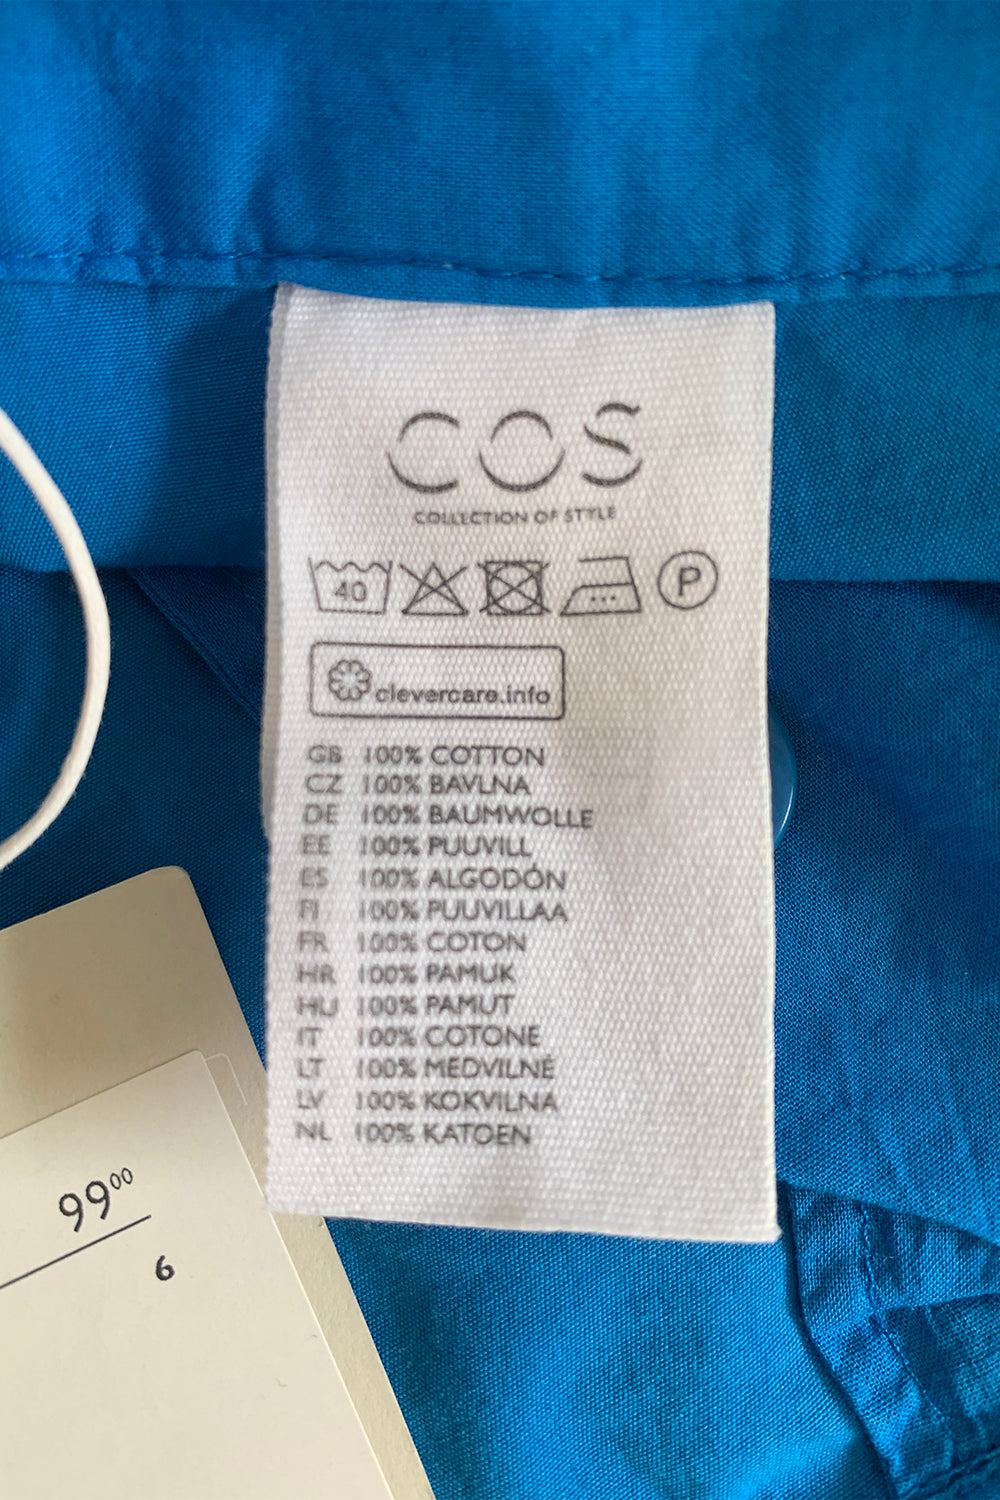 COS
COLLECTION OF STYLE
40 P
clevercare.info
GB 100% COTTON
CZ 100% BAVLNA
DE 100% BAUMWOLLE
EE 100% PUUVILL
ES 100% ALGODÓN
FI 100% PUUVILLAA
FR 100% COTON
HR 100% PAMUK
HU 100% PAMUT
IT 100% COTONE
LT 100% MEDVILNĖ
LV 100% KOKVILNA
NL 100% KATOEN
99⁰⁰
6